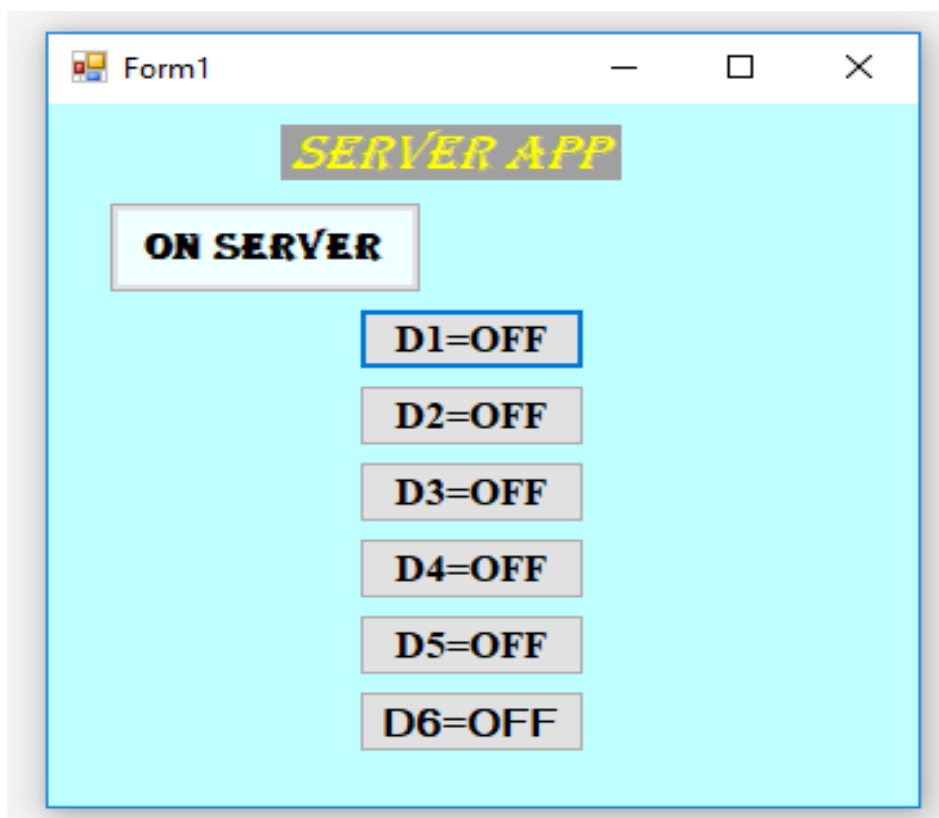 Form1
SERVER APP
ON SERVER
D1=OFF
D2=OFF
D3=OFF
D4=OFF
D5=OFF
D6=OFF